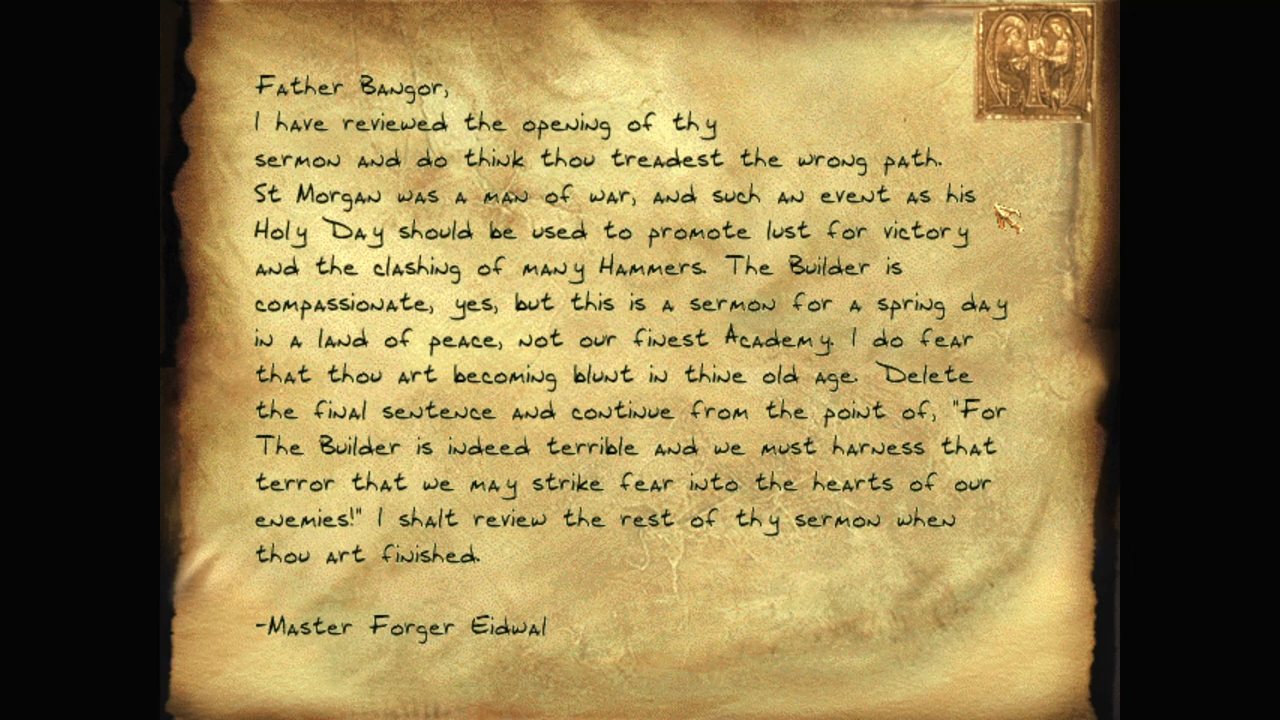 Father Bangor,
I have reviewed the opening of thy
sermon and do think thou treadest the wrong path.
St Morgan was a man of war, and such an event as his
Holy Day should be used to promote lust for victory
and the clashing of many Hammers. The Builder is
compassionate, yes, but this is a sermon for a spring day
in a land of peace, not our finest Academy. I do fear
that thou art becoming blunt in thine old age. Delete
the final sentence and continue from the point of, "For
The Builder is indeed terrible and we must harness that
terror that we may strike fear into the hearts of our
enemies!" I shalt review the rest of thy sermon when
thou art finished.
-Master Forger Eidwal